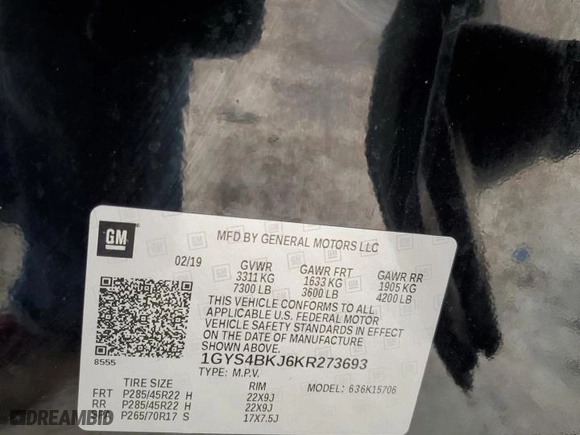 GM
MFD BY GENERAL MOTORS LLC
02/19 GVWR GAWR FRT GAWR RR
3311 KG 1633 KG 1905 KG
7300 LB 3600 LB 4200 LB
THIS VEHICLE CONFORMS TO ALL
APPLICABLE U.S. FEDERAL MOTOR
VEHICLE SAFETY STANDARDS IN EFFECT
ON THE DATE OF MANUFACTURE
SHOWN ABOVE.
8555
1GYS4BKJ6KR273693
TYPE: M.P.V. MODEL: 636K15706
TIRE SIZE RIM
FRT P285/45R22 H 22X9J
RR P285/45R22 H 22X9J
SPA P265/70R17 S 17X7.5J
DREAMBID